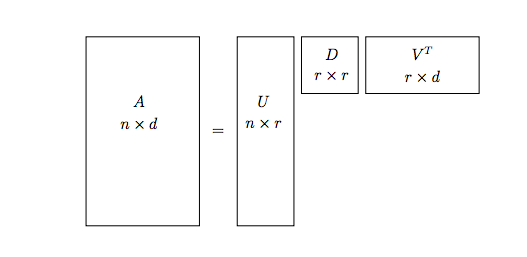 A
n × d
=
U
n × r
D
r × r
V^T
r × d